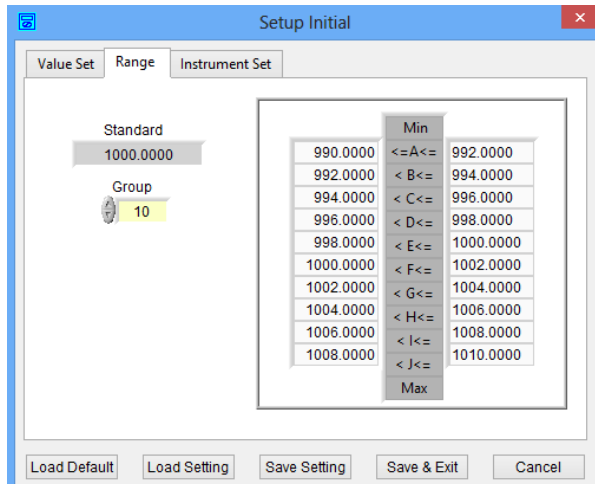 Setup Initial
Value Set Range Instrument Set
Standard
1000.0000
Group
10
Min
990.0000 <=A<= 992.0000
992.0000 < B<= 994.0000
994.0000 < C<= 996.0000
996.0000 < D<= 998.0000
998.0000 < E<= 1000.0000
1000.0000 < F<= 1002.0000
1002.0000 < G<= 1004.0000
1004.0000 < H<= 1006.0000
1006.0000 < I<= 1008.0000
1008.0000 < J<= 1010.0000
Max
Load Default Load Setting Save Setting Save & Exit Cancel